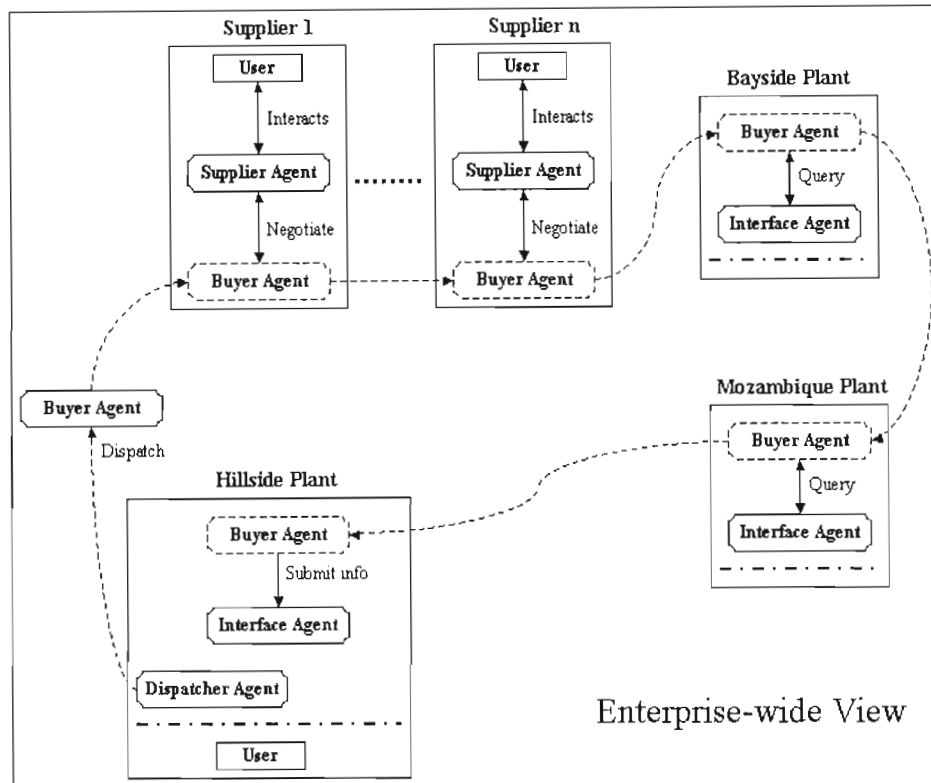 Supplier 1
User
Interacts
Supplier Agent
Negotiate
Buyer Agent
Supplier n
User
Interacts
Supplier Agent
Negotiate
Buyer Agent
Bayside Plant
Buyer Agent
Query
Interface Agent
Mozambique Plant
Buyer Agent
Query
Interface Agent
Buyer Agent
Dispatch
Hillside Plant
Buyer Agent
Submit info
Interface Agent
Dispatcher Agent
User
Enterprise-wide View